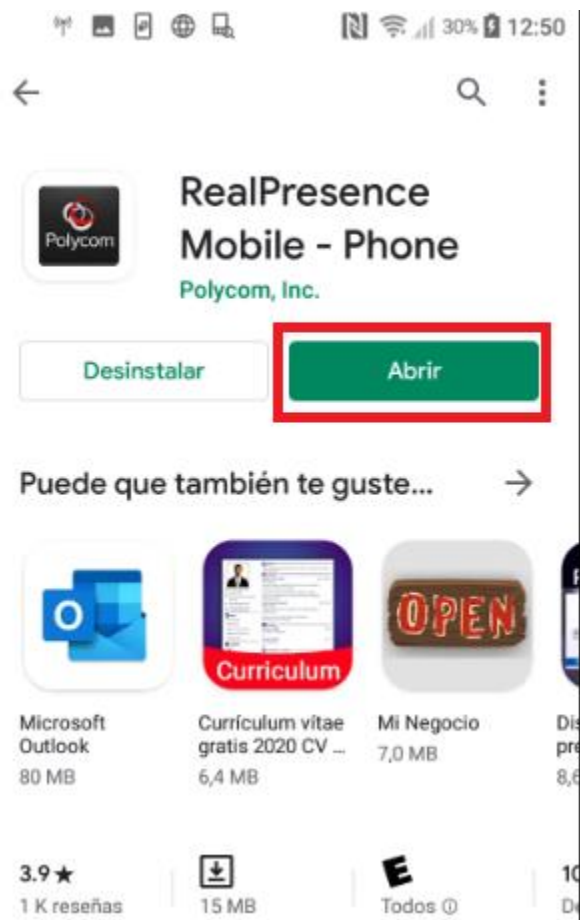 30% 12:50
RealPresence
Mobile - Phone
Polycom
Polycom, Inc.
Desinstalar
Abrir
Puede que también te guste...
Curriculum
OPEN
Microsoft
Outlook
80 MB
Currículum vítae
gratis 2020 CV ...
6,4 MB
Mi Negocio
7,0 MB
3.9★
1 K reseñas
15 MB
E
Todos